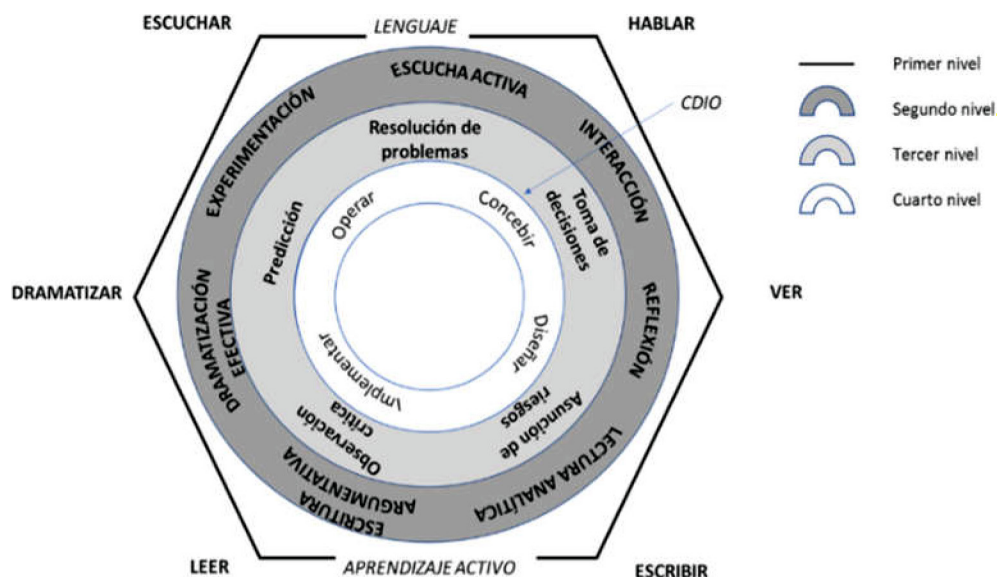 ESCUCHAR
LENGUAJE
HABLAR
ESCUCHA ACTIVA
EXPERIMENTACIÓN
INTERACCIÓN
CDIO
Primer nivel
Segundo nivel
Tercer nivel
Cuarto nivel
Resolución de
problemas
Toma de
decisiones
Predicción
Operar
Concebir
DRAMATIZAR
VER
DRAMATIZACIÓN
EFECTIVA
REFLEXIÓN
Implementar
Diseñar
Observación
crítica
Asunción de
riesgos
ESCRITURA
ARGUMENTATIVA
LECTURA ANALÍTICA
LEER
APRENDIZAJE ACTIVO
ESCRIBIR